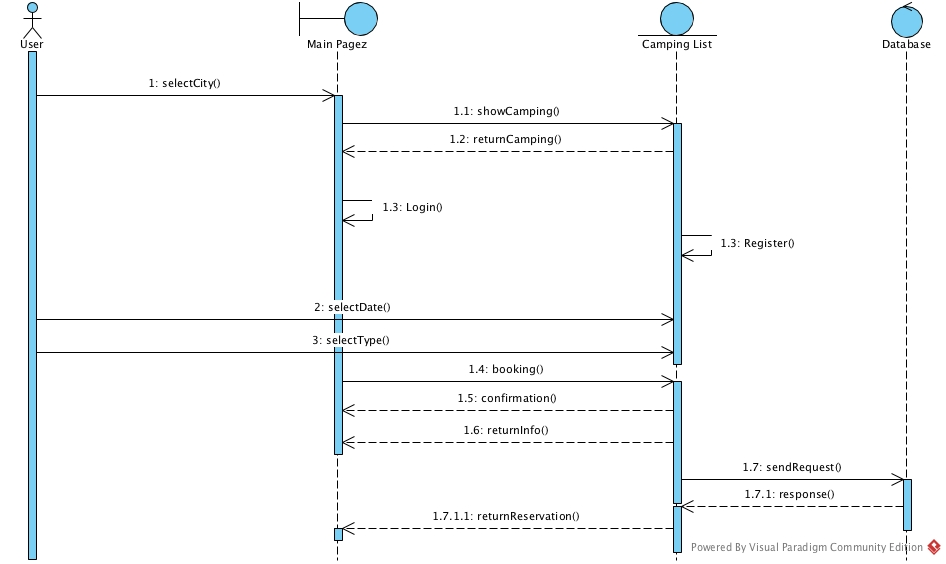 User
Main Pagez
Camping List
Database
1: selectCity()
1.1: showCamping()
1.2: returnCamping()
1.3: Login()
1.3: Register()
2: selectDate()
3: selectType()
1.4: booking()
1.5: confirmation()
1.6: returnInfo()
1.7: sendRequest()
1.7.1: response()
1.7.1.1: returnReservation()
Powered By Visual Paradigm Community Edition